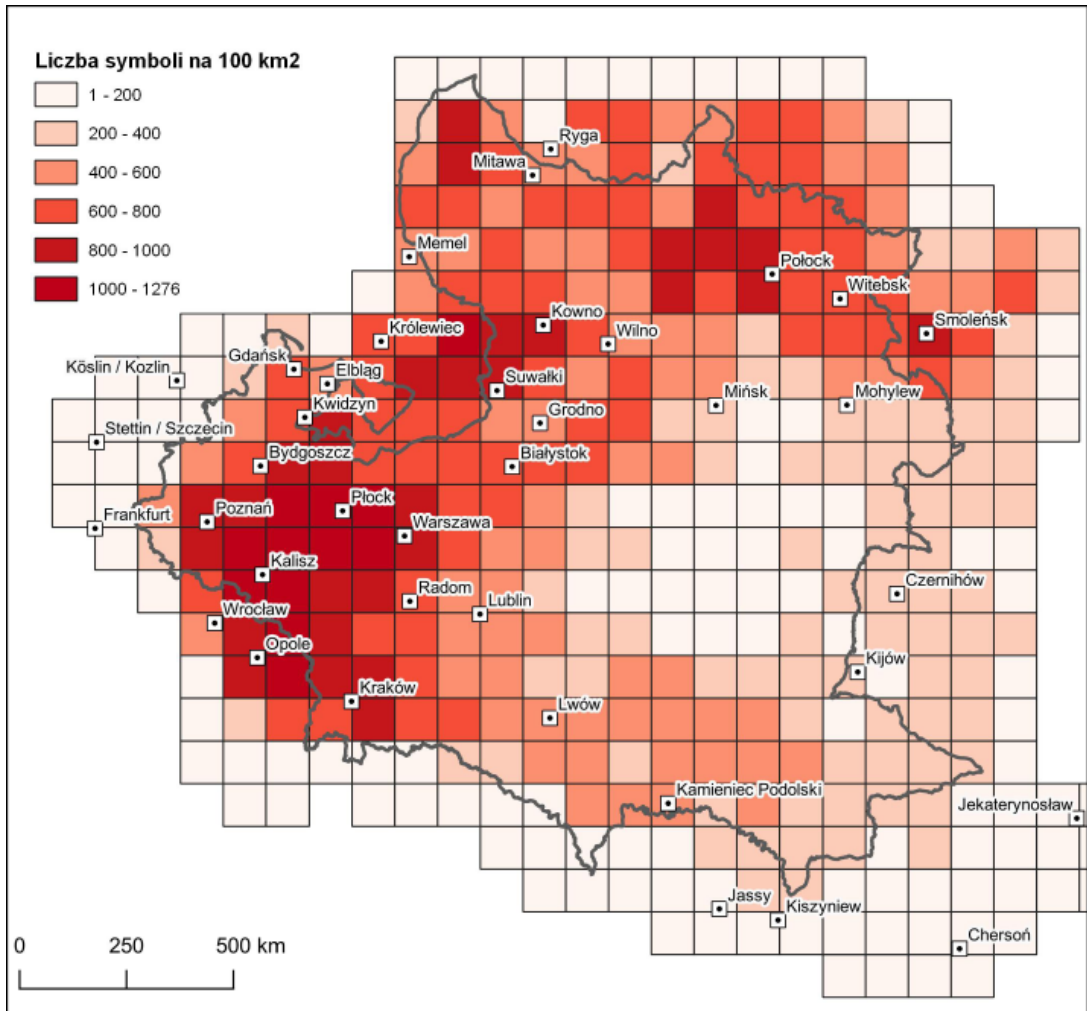 Liczba symboli na 100 km2
1 - 200
200 - 400
400 - 600
600 - 800
800 - 1000
1000 - 1276
Ryga
Mitawa
Memel
Połock
Witebsk
Kowno
Królewiec
Wilno
Smoleńsk
Gdańsk
Köslin / Kozlin
Elbląg
Suwałki
Kwidzyn
Mińsk
Mohylew
Grodno
Stettin / Szczecin
Bydgoszcz
Białystok
Płock
Frankfurt
Poznań
Warszawa
Kalisz
Czernihów
Radom
Lublin
Wrocław
Opole
Kijów
Kraków
Lwów
Kamieniec Podolski
Jekaterynosław
Jassy
Kiszyniew
Chersoń
0 250 500 km